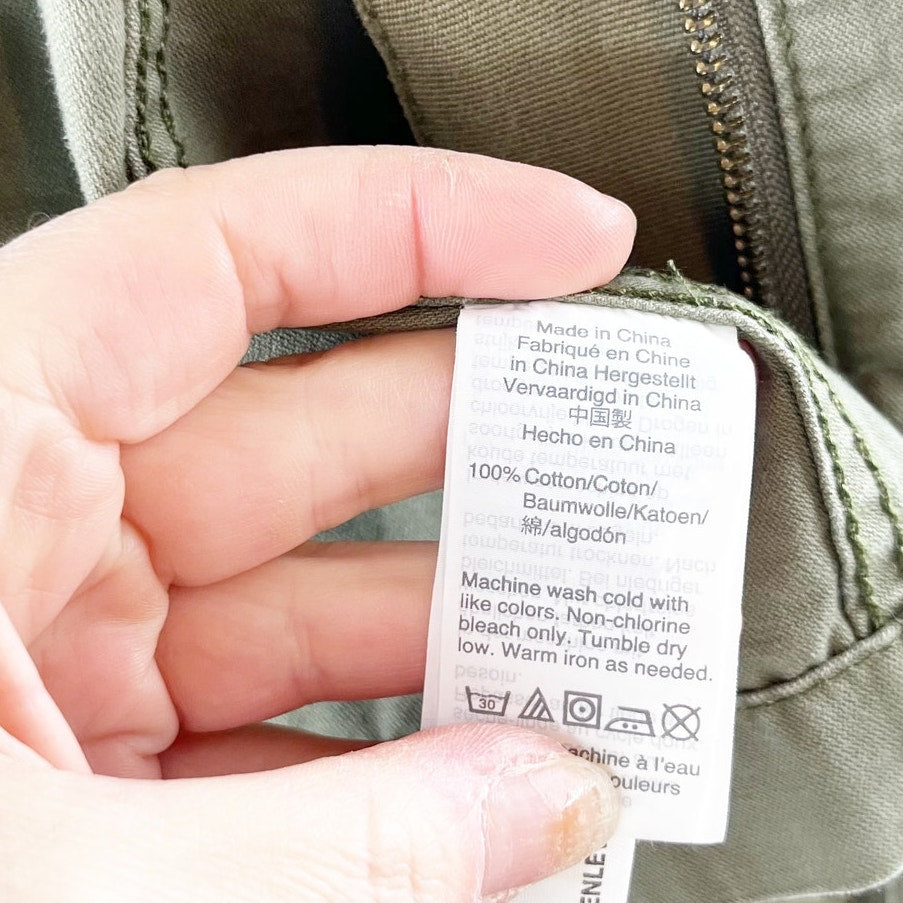 Made in China
Fabriqué en Chine
in China Hergestellt
Vervaardigd in China
中国製
Hecho en China
100% Cotton/Coton/
Baumwolle/Katoen/
綿/algodón
Machine wash cold with
like colors. Non-chlorine
bleach only. Tumble dry
low. Warm iron as needed.
30
à l'eau